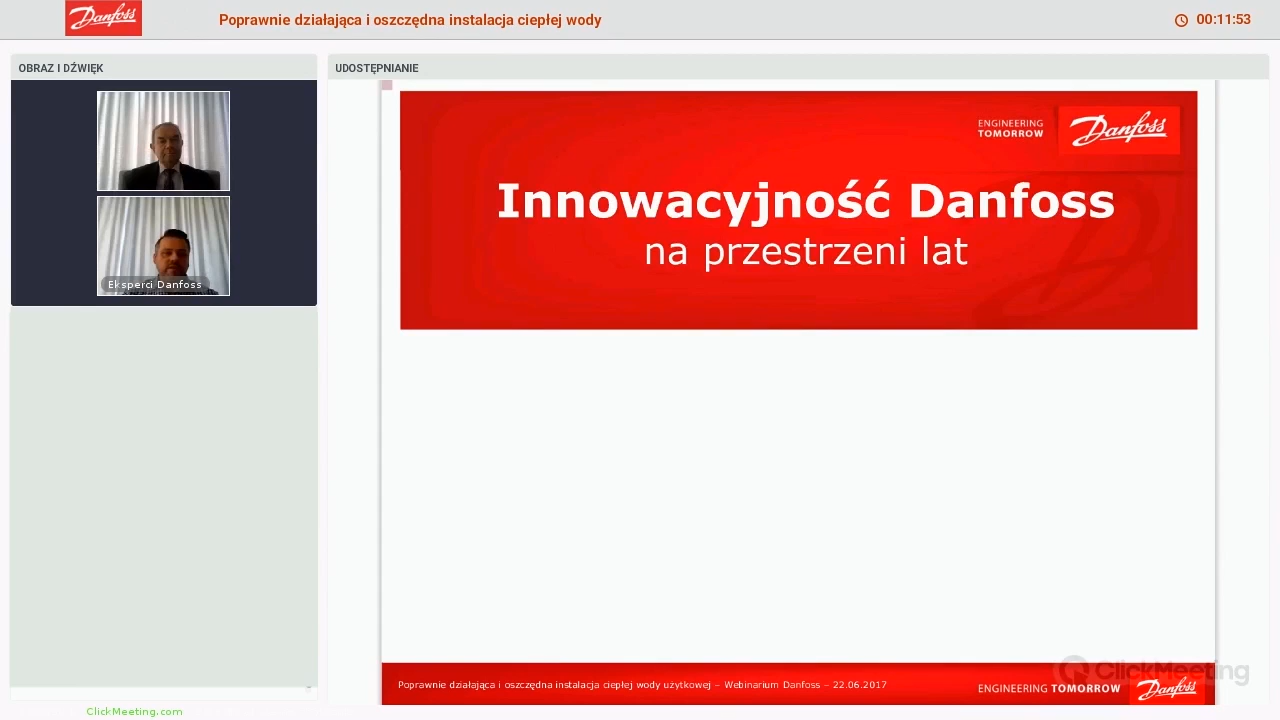 Danfoss
Poprawnie działająca i oszczędna instalacja ciepłej wody
00:11:53
OBRAZ I DŹWIĘK
UDOSTĘPNIANIE
Eksperci Danfoss
ENGINEERING
TOMORROW
Danfoss
Innowacyjność Danfoss
na przestrzeni lat
Poprawnie działająca i oszczędna instalacja ciepłej wody użytkowej – Webinarium Danfoss – 22.06.2017
ENGINEERING TOMORROW
Danfoss
ClickMeeting
ClickMeeting.com